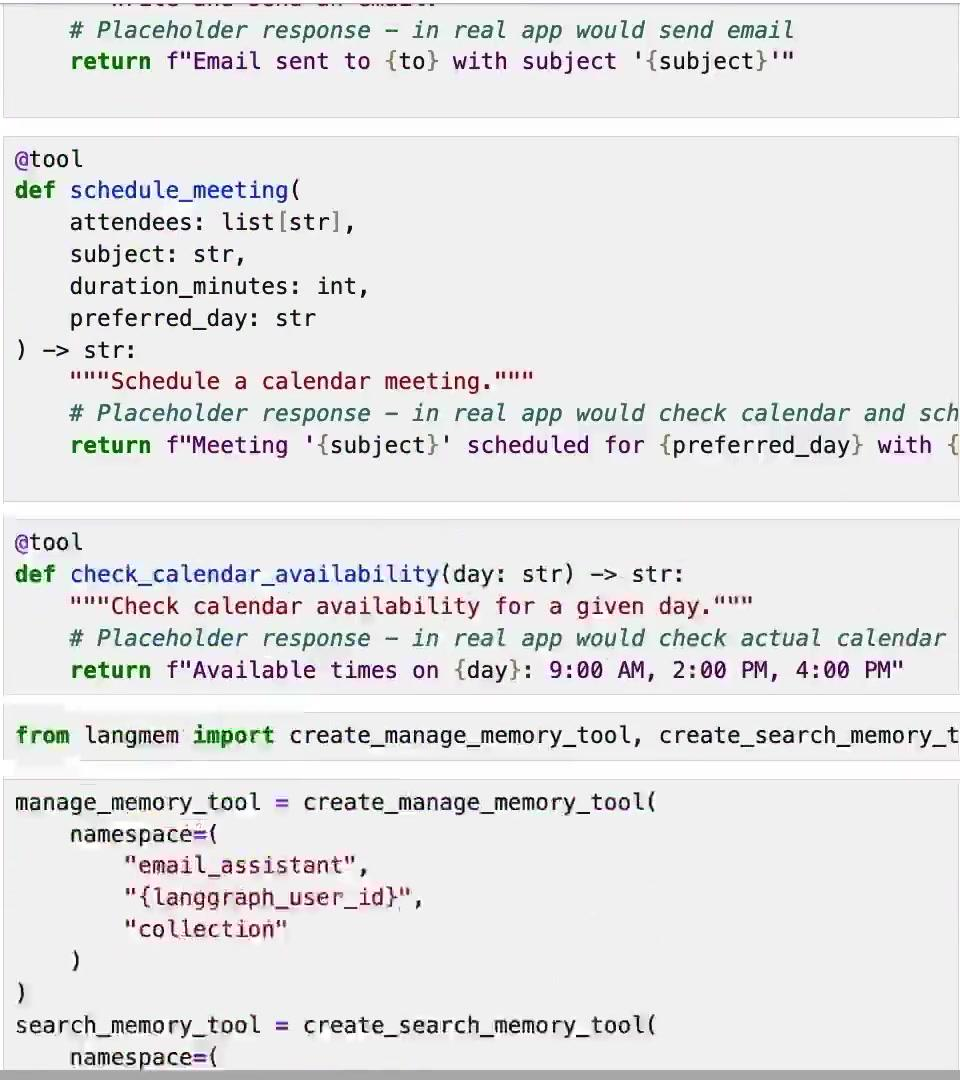 # Placeholder response – in real app would send email
return f"Email sent to {to} with subject '{subject}'"
@tool
def schedule_meeting(
attendees: list[str],
subject: str,
duration_minutes: int,
preferred_day: str
) -> str:
"""Schedule a calendar meeting."""
# Placeholder response – in real app would check calendar and sch
return f"Meeting '{subject}' scheduled for {preferred_day} with {
@tool
def check_calendar_availability(day: str) -> str:
"""Check calendar availability for a given day."""
# Placeholder response – in real app would check actual calendar
return f"Available times on {day}: 9:00 AM, 2:00 PM, 4:00 PM"
from langmem import create_manage_memory_tool, create_search_memory_t
manage_memory_tool = create_manage_memory_tool(
namespace=(
"email_assistant",
"{langgraph_user_id}",
"collection"
)
)
search_memory_tool = create_search_memory_tool(
namespace=(